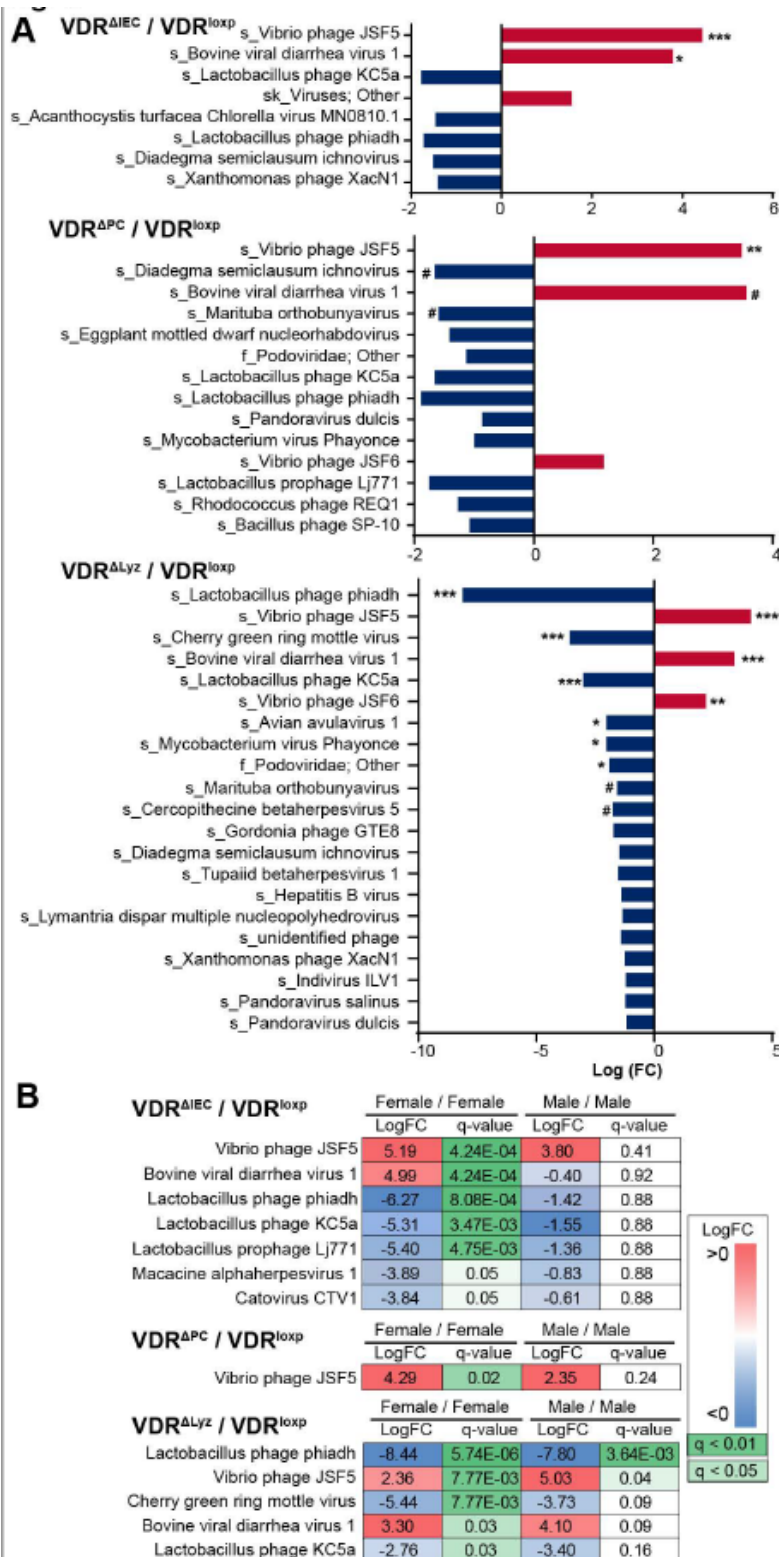 A
VDRΔIEC / VDRloxp
s_Vibrio phage JSF5 ***
s_Bovine viral diarrhea virus 1 *
s_Lactobacillus phage KC5a
sk_Viruses; Other
s_Acanthocystis turfacea Chlorella virus MN0810.1
s_Lactobacillus phage phiadh
s_Diadegma semiclausum ichnovirus
s_Xanthomonas phage XacN1
-2 0 2 4 6
VDRΔPC / VDRloxp
s_Vibrio phage JSF5 **
s_Diadegma semiclausum ichnovirus #
s_Bovine viral diarrhea virus 1 #
s_Marituba orthobunyavirus #
s_Eggplant mottled dwarf nucleorhabdovirus
f_Podoviridae; Other
s_Lactobacillus phage KC5a
s_Lactobacillus phage phiadh
s_Pandoravirus dulcis
s_Mycobacterium virus Phayonce
s_Vibrio phage JSF6
s_Lactobacillus prophage Lj771
s_Rhodococcus phage REQ1
s_Bacillus phage SP-10
-2 0 2 4
VDRΔLyz / VDRloxp
s_Lactobacillus phage phiadh ***
s_Vibrio phage JSF5 ***
s_Cherry green ring mottle virus ***
s_Bovine viral diarrhea virus 1 ***
s_Lactobacillus phage KC5a ***
s_Vibrio phage JSF6 **
s_Avian avulavirus 1 *
s_Mycobacterium virus Phayonce *
f_Podoviridae; Other *
s_Marituba orthobunyavirus #
s_Cercopithecine betaherpesvirus 5 #
s_Gordonia phage GTE8
s_Diadegma semiclausum ichnovirus
s_Tupaiid betaherpesvirus 1
s_Hepatitis B virus
s_Lymantria dispar multiple nucleopolyhedrovirus
s_unidentified phage
s_Xanthomonas phage XacN1
s_Indivirus ILV1
s_Pandoravirus salinus
s_Pandoravirus dulcis
-10 -5 0 5
Log (FC)
B
VDRΔIEC / VDRloxp Female / Female Male / Male
LogFC q-value LogFC q-value
Vibrio phage JSF5 5.19 4.24E-04 3.80 0.41
Bovine viral diarrhea virus 1 4.99 4.24E-04 -0.40 0.92
Lactobacillus phage phiadh -6.27 8.08E-04 -1.42 0.88
Lactobacillus phage KC5a -5.31 3.47E-03 -1.55 0.88
Lactobacillus prophage Lj771 -5.40 4.75E-03 -1.36 0.88
Macacine alphaherpesvirus 1 -3.89 0.05 -0.83 0.88
Catovirus CTV1 -3.84 0.05 -0.61 0.88
LogFC
>0
<0
q < 0.01
q < 0.05
VDRΔPC / VDRloxp Female / Female Male / Male
LogFC q-value LogFC q-value
Vibrio phage JSF5 4.29 0.02 2.35 0.24
VDRΔLyz / VDRloxp Female / Female Male / Male
LogFC q-value LogFC q-value
Lactobacillus phage phiadh -8.44 5.74E-06 -7.80 3.64E-03
Vibrio phage JSF5 2.36 7.77E-03 5.03 0.04
Cherry green ring mottle virus -5.44 7.77E-03 -3.73 0.09
Bovine viral diarrhea virus 1 3.30 0.03 4.10 0.09
Lactobacillus phage KC5a -2.76 0.03 -3.40 0.16